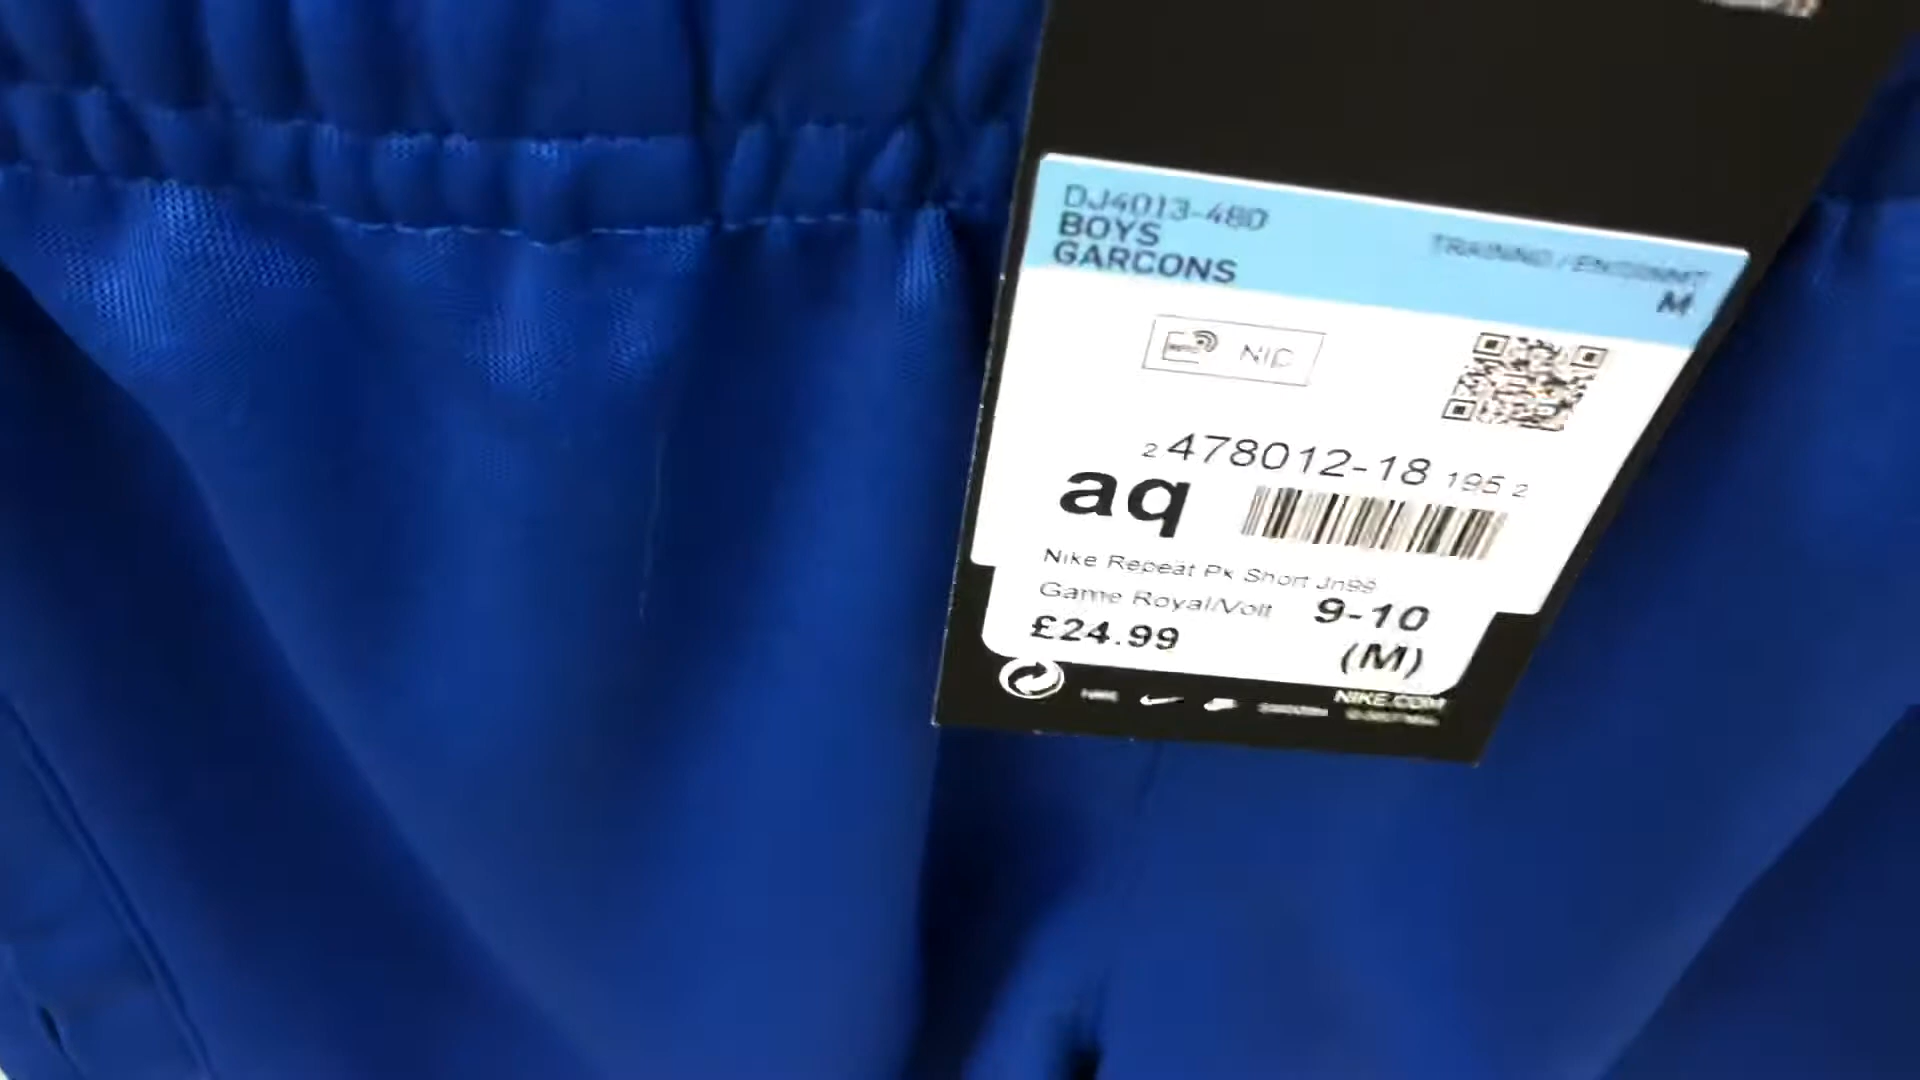 DJ4013-480
BOYS
GARCONS
TRAINING /
M
NIC
2 478012-18 195 2
aq
Nike Repeat Pk Short Jn99
Game Royal/Volt
9-10
£24.99
(M)
NIKE.COM